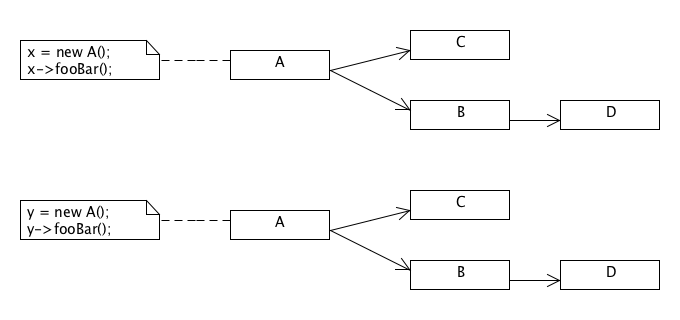 x = new A();
x->fooBar();
A
C
B
D
y = new A();
y->fooBar();
A
C
B
D